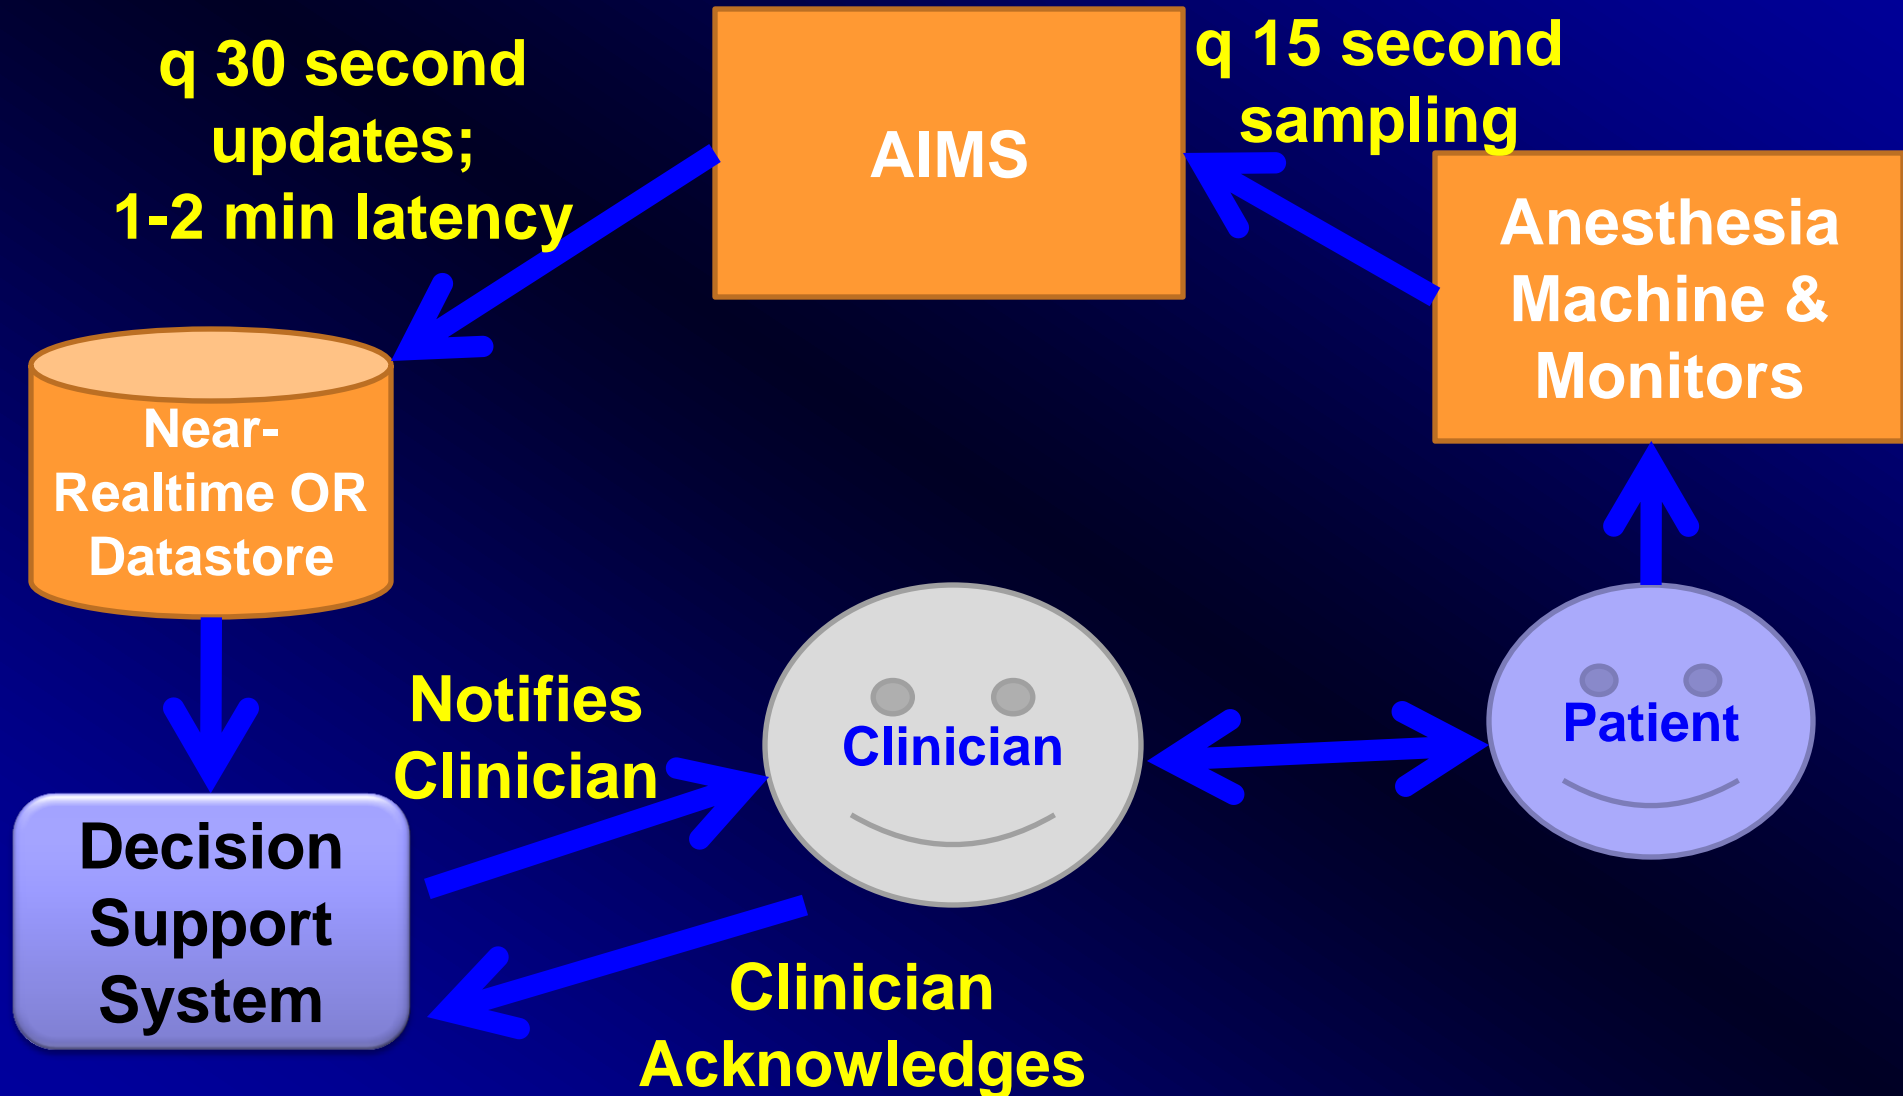 q 30 second
updates;
1-2 min latency
AIMS
q 15 second
sampling
Anesthesia
Machine &
Monitors
Near-
Realtime OR
Datastore
Notifies
Clinician
Clinician
Patient
Decision
Support
System
Clinician
Acknowledges